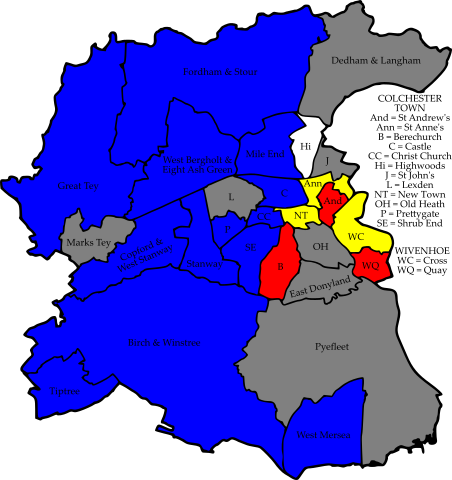 Dedham & Langham
Fordham & Stour
COLCHESTER
TOWN
And = St Andrew's
Ann = St Anne's
B = Berechurch
C = Castle
CC = Christ Church
Hi = Highwoods
J = St John's
L = Lexden
NT = New Town
OH = Old Heath
P = Prettygate
SE = Shrub End
WIVENHOE
WC = Cross
WQ = Quay
Hi
Mile End
J
West Bergholt &
Eight Ash Green
Great Tey
Ann
L
C
And
NT
CC
P
WC
Marks Tey
Copford &
West Stanway
SE
OH
Stanway
B
WQ
East Donyland
Birch & Winstree
Pyefleet
Tiptree
West Mersea